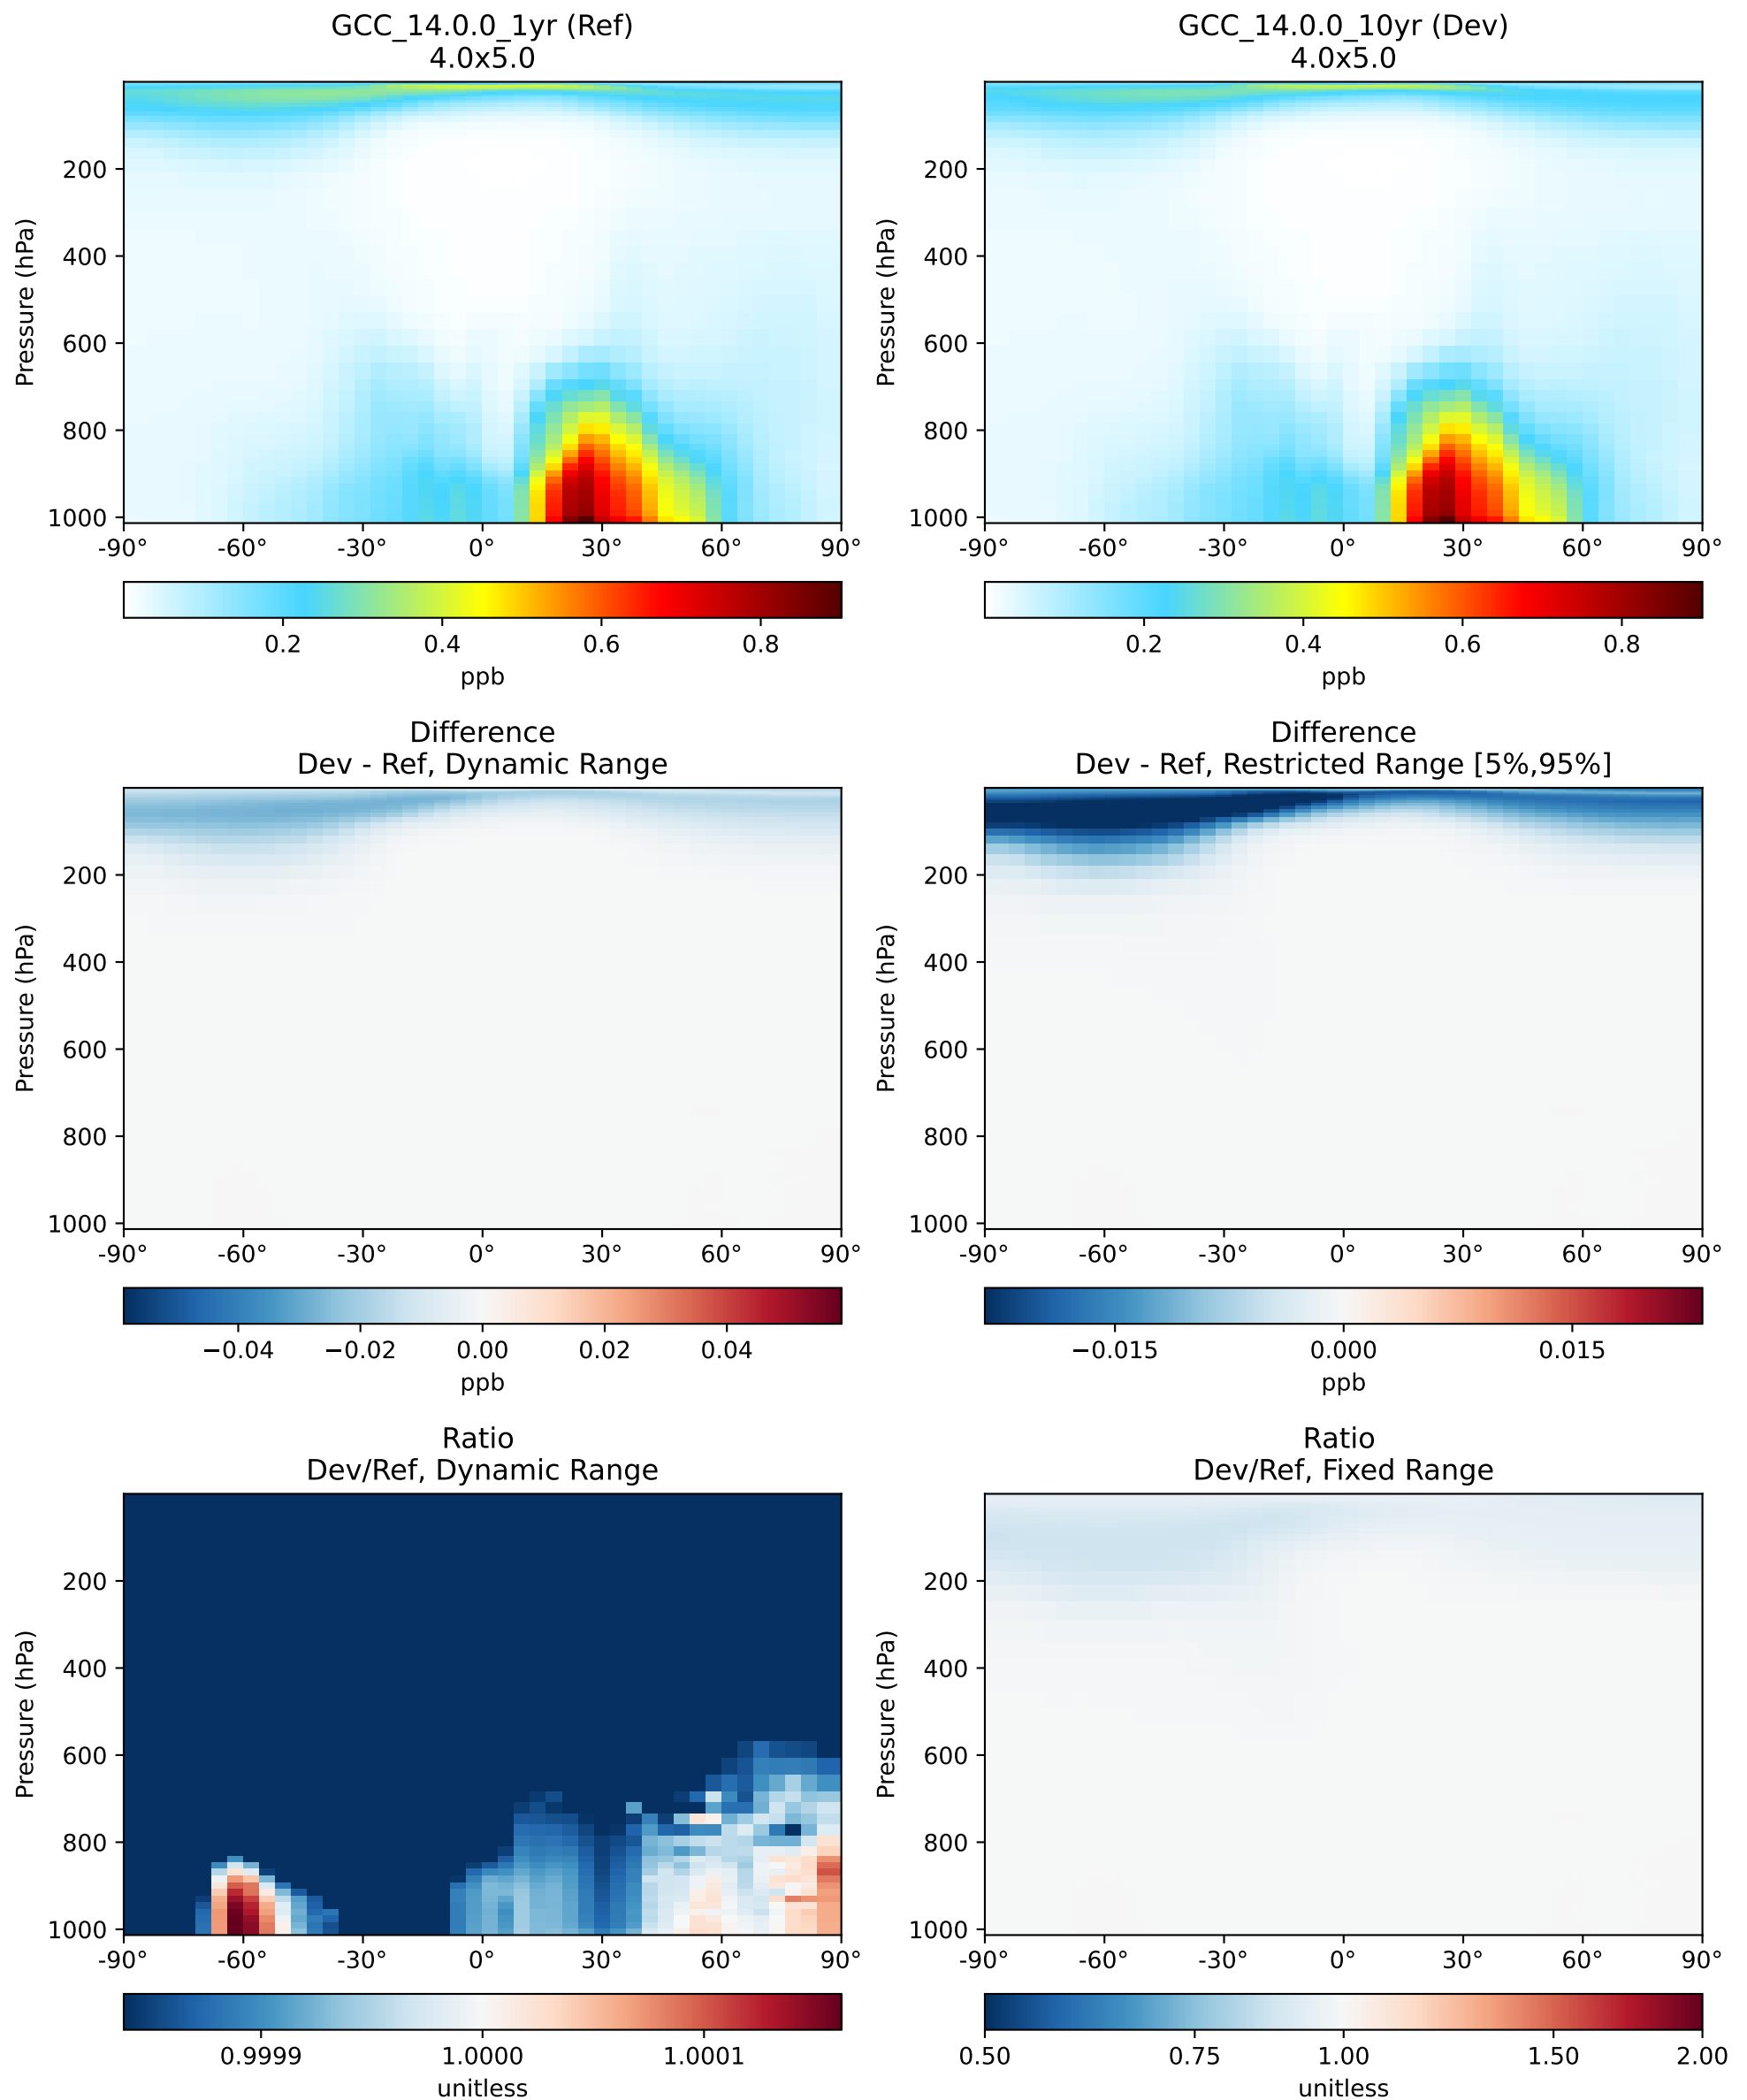 GCC_14.0.0_1yr (Ref)
4.0x5.0
Pressure (hPa)
200
400
600
800
1000
-90° -60° -30° 0° 30° 60° 90°
0.2 0.4 0.6 0.8
ppb
GCC_14.0.0_10yr (Dev)
4.0x5.0
Pressure (hPa)
200
400
600
800
1000
-90° -60° -30° 0° 30° 60° 90°
0.2 0.4 0.6 0.8
ppb
Difference
Dev - Ref, Dynamic Range
Pressure (hPa)
200
400
600
800
1000
-90° -60° -30° 0° 30° 60° 90°
−0.04 −0.02 0.00 0.02 0.04
ppb
Difference
Dev - Ref, Restricted Range [5%,95%]
Pressure (hPa)
200
400
600
800
1000
-90° -60° -30° 0° 30° 60° 90°
−0.015 0.000 0.015
ppb
Ratio
Dev/Ref, Dynamic Range
Pressure (hPa)
200
400
600
800
1000
-90° -60° -30° 0° 30° 60° 90°
0.9999 1.0000 1.0001
unitless
Ratio
Dev/Ref, Fixed Range
Pressure (hPa)
200
400
600
800
1000
-90° -60° -30° 0° 30° 60° 90°
0.50 0.75 1.00 1.50 2.00
unitless